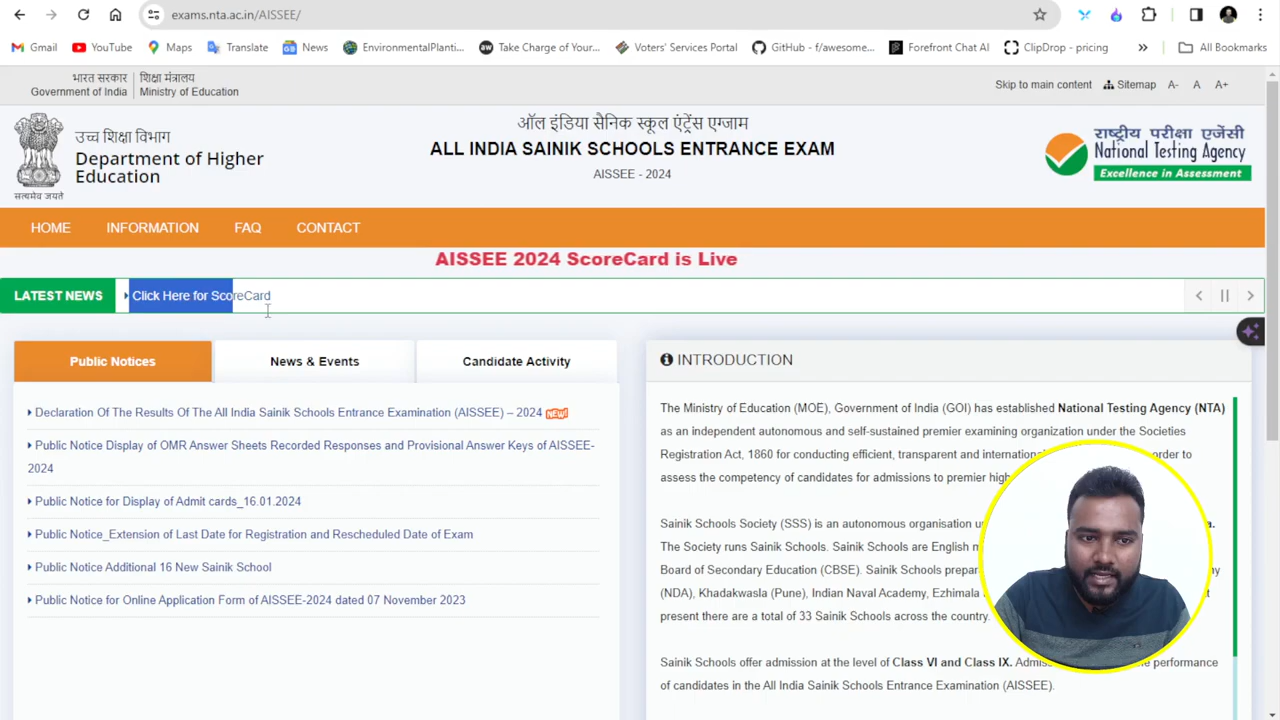 exams.nta.ac.in/AISSEE/
Gmail
YouTube
Maps
Translate
News
EnvironmentalPlanti...
Take Charge of Your...
Voters' Services Portal
GitHub - f/awesome...
Forefront Chat AI
ClipDrop - pricing
All Bookmarks
भारत सरकार
शिक्षा मंत्रालय
Government of India
Ministry of Education
Skip to main content
Sitemap
A-
A
A+
सत्यमेव जयते
उच्च शिक्षा विभाग
Department of Higher
Education
ऑल इंडिया सैनिक स्कूल एंट्रेंस एग्जाम
ALL INDIA SAINIK SCHOOLS ENTRANCE EXAM
AISSEE - 2024
राष्ट्रीय परीक्षा एजेंसी
National Testing Agency
Excellence in Assessment
HOME
INFORMATION
FAQ
CONTACT
AISSEE 2024 ScoreCard is Live
LATEST NEWS
Click Here for ScoreCard
Public Notices
News & Events
Candidate Activity
Declaration Of The Results Of The All India Sainik Schools Entrance Examination (AISSEE) – 2024 NEW!
Public Notice Display of OMR Answer Sheets Recorded Responses and Provisional Answer Keys of AISSEE-
2024
Public Notice for Display of Admit cards_16.01.2024
Public Notice_Extension of Last Date for Registration and Rescheduled Date of Exam
Public Notice Additional 16 New Sainik School
Public Notice for Online Application Form of AISSEE-2024 dated 07 November 2023
INTRODUCTION
The Ministry of Education (MOE), Government of India (GOI) has established National Testing Agency (NTA)
as an independent autonomous and self-sustained premier examining organization under the Societies
Registration Act, 1860 for conducting efficient, transparent and internatio order to
assess the competency of candidates for admissions to premier hig
Sainik Schools Society (SSS) is an autonomous organisation u a.
The Society runs Sainik Schools. Sainik Schools are English m
Board of Secondary Education (CBSE). Sainik Schools prepar y
(NDA), Khadakwasla (Pune), Indian Naval Academy, Ezhimala t
present there are a total of 33 Sainik Schools across the country.
Sainik Schools offer admission at the level of Class VI and Class IX. Admis e performance
of candidates in the All India Sainik Schools Entrance Examination (AISSEE).